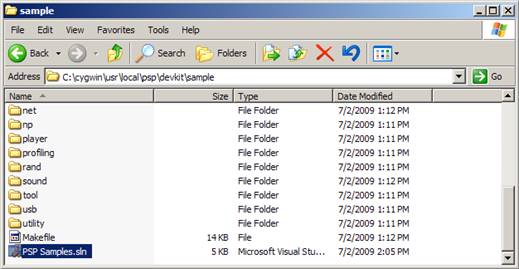 sample
File Edit View Favorites Tools Help
Back Search Folders
Address C:\cygwin\usr\local\psp\devkit\sample Go
Name Size Type Date Modified
net File Folder 7/2/2009 1:12 PM
np File Folder 7/2/2009 1:11 PM
player File Folder 7/2/2009 1:11 PM
profiling File Folder 7/2/2009 1:11 PM
rand File Folder 7/2/2009 1:11 PM
sound File Folder 7/2/2009 1:12 PM
tool File Folder 7/2/2009 1:11 PM
usb File Folder 7/2/2009 1:11 PM
utility File Folder 7/2/2009 1:11 PM
Makefile 14 KB File 7/2/2009 1:12 PM
PSP Samples.sln 5 KB Microsoft Visual Stu... 7/2/2009 2:05 PM